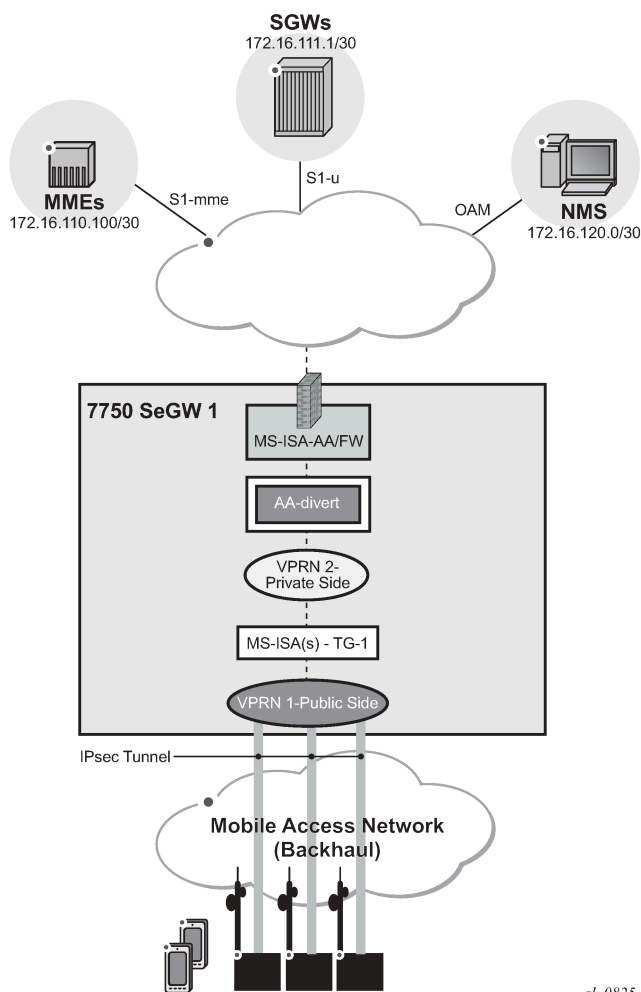 SGWs
172.16.111.1/30
MMEs
172.16.110.100/30
S1-mme
S1-u
OAM
NMS
172.16.120.0/30
7750 SeGW 1
MS-ISA-AA/FW
AA-divert
VPRN 2-
Private Side
MS-ISA(s) - TG-1
VPRN 1-Public Side
IPsec Tunnel
Mobile Access Network
(Backhaul)